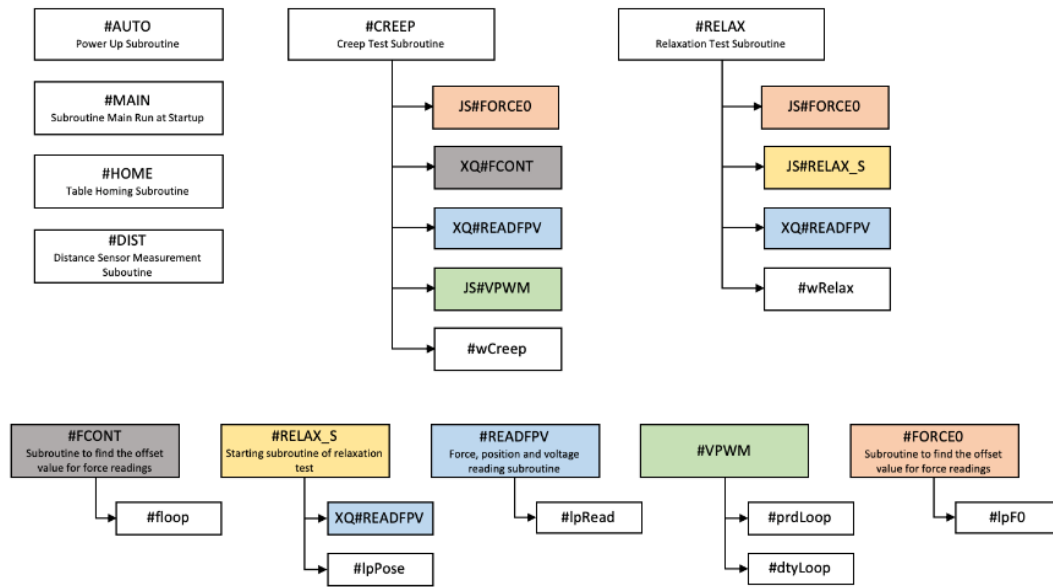 #AUTO
Power Up Subroutine
#MAIN
Subroutine Main Run at Startup
#HOME
Table Homing Subroutine
#DIST
Distance Sensor Measurement
Suboutine
#CREEP
Creep Test Subroutine
JS#FORCE0
XQ#FCONT
XQ#READFPV
JS#VPWM
#wCreep
#RELAX
Relaxation Test Subroutine
JS#FORCE0
JS#RELAX_S
XQ#READFPV
#wRelax
#FCONT
Subroutine to find the offset
value for force readings
#floop
#RELAX_S
Starting subroutine of relaxation
test
XQ#READFPV
#lpPose
#READFPV
Force, position and voltage
reading subroutine
#lpRead
#VPWM
#prdLoop
#dtyLoop
#FORCE0
Subroutine to find the offset
value for force readings
#lpF0